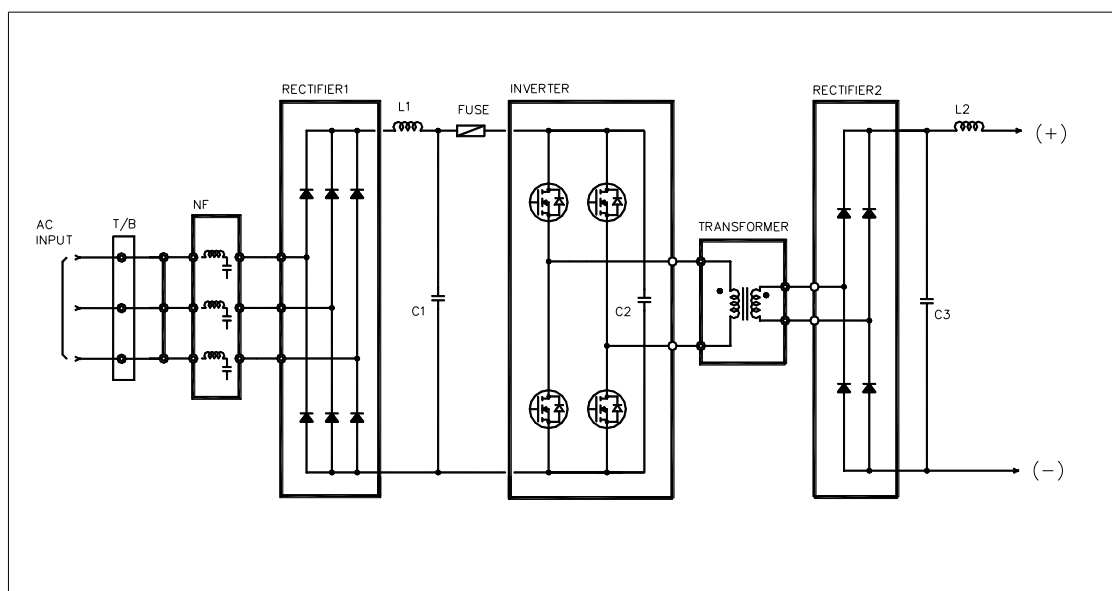 RECTIFIER1
INVERTER
RECTIFIER2
L1
FUSE
L2
(+)
NF
AC
INPUT
T/B
TRANSFORMER
C1
C2
C3
(-)